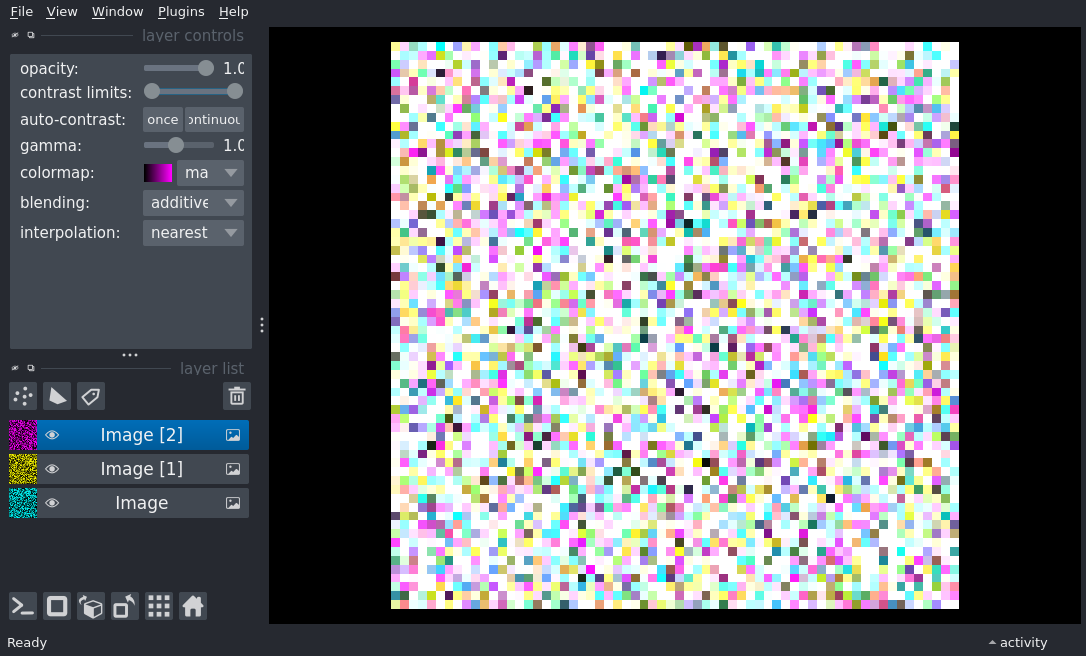 File View Window Plugins Help
layer controls
opacity: 1.0
contrast limits:
auto-contrast: once
gamma: 1.0
colormap: ma
blending: additive
interpolation: nearest
layer list
Image [2]
Image [1]
Image
Ready
activity